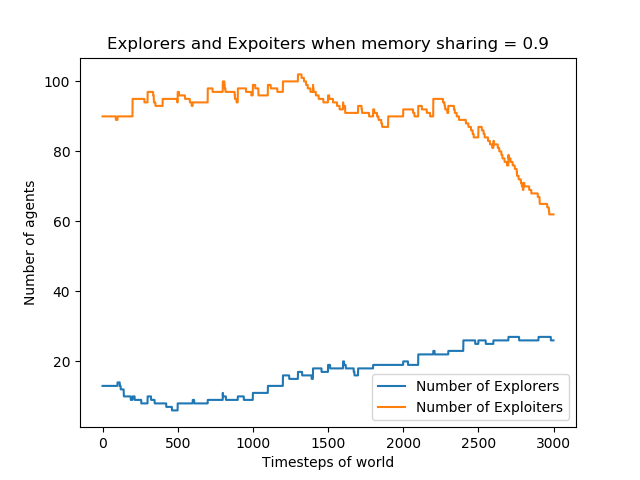 Explorers and Expoiters when memory sharing = 0.9
100
80
60
40
20
Number of agents
0 500 1000 1500 2000 2500 3000
Timesteps of world
Number of Explorers
Number of Exploiters